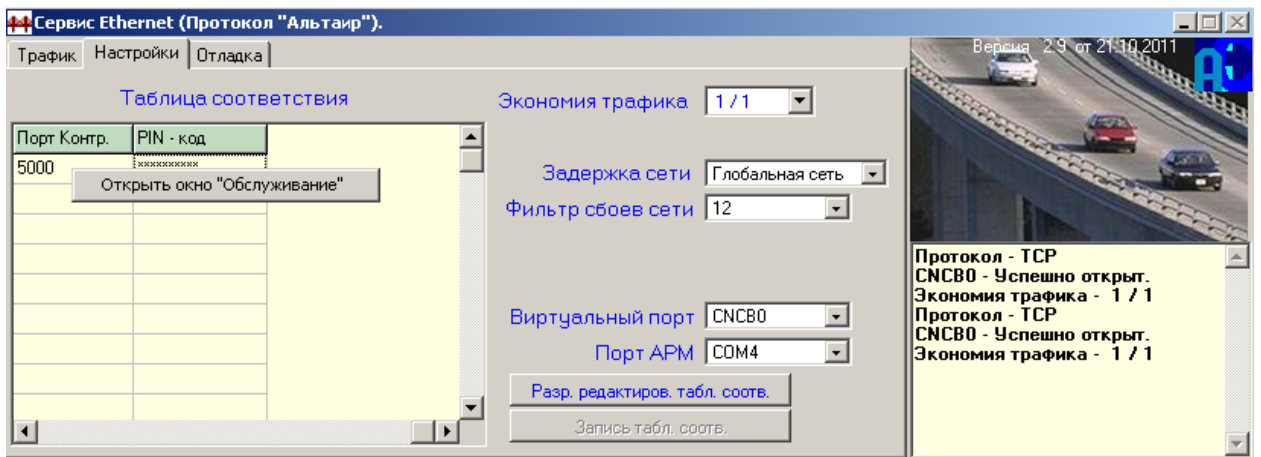 Сервис Ethernet (Протокол "Альтаир").
Трафик Настройки Отладка
Таблица соответствия
Порт Контр. PIN - код
5000 xxxxxxxxxx
Открыть окно "Обслуживание"
Экономия трафика 1 / 1
Задержка сети Глобальная сеть
Фильтр сбоев сети 12
Виртуальный порт CNCB0
Порт АРМ COM4
Разр. редактиров. табл. соотв.
Запись табл. соотв.
Версия 2.9 от 21.10.2011
Протокол - TCP
CNCB0 - Успешно открыт.
Экономия трафика - 1 / 1
Протокол - TCP
CNCB0 - Успешно открыт.
Экономия трафика - 1 / 1